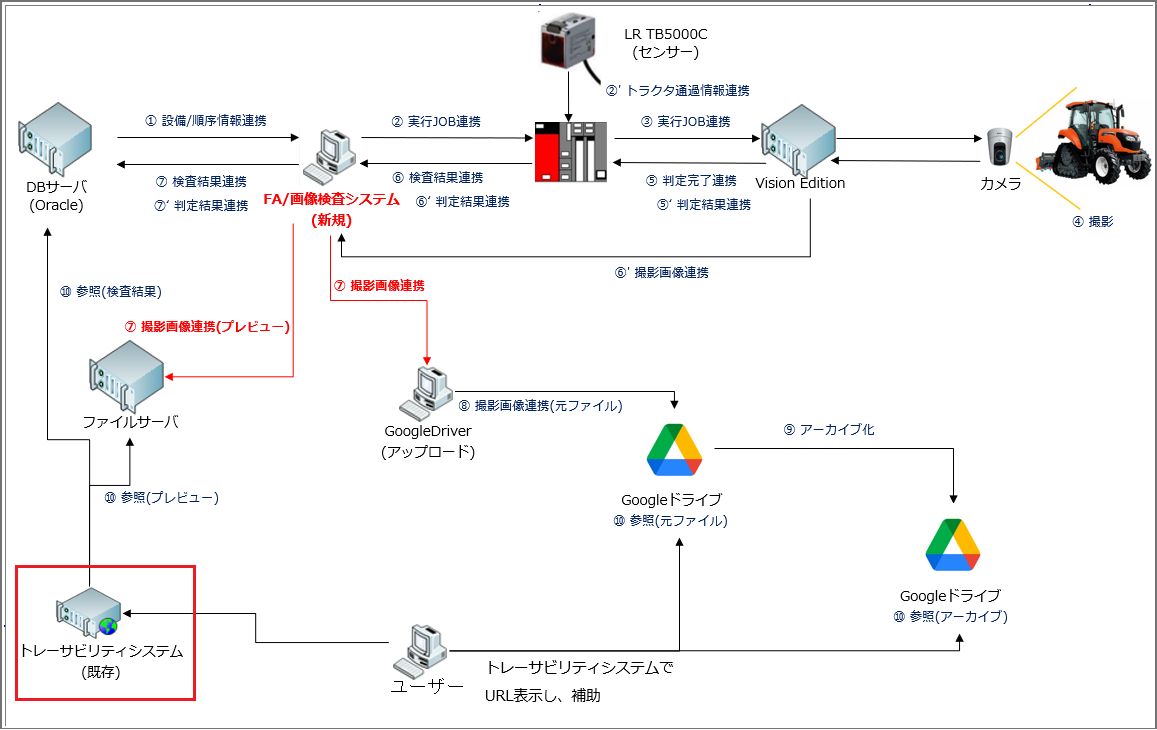 LR TB5000C
(センサー)
②’ トラクタ通過情報連携
① 設備/順序情報連携
② 実行JOB連携
③ 実行JOB連携
DBサーバ
(Oracle)
⑦ 検査結果連携
⑦’ 判定結果連携
FA/画像検査システム
(新規)
⑥ 検査結果連携
⑥’ 判定結果連携
⑤ 判定完了連携
⑤’ 判定結果連携
Vision Edition
カメラ
④ 撮影
⑥’ 撮影画像連携
⑩ 参照(検査結果)
⑦ 撮影画像連携
⑦ 撮影画像連携(プレビュー)
ファイルサーバ
GoogleDriver
(アップロード)
⑧ 撮影画像連携(元ファイル)
⑨ アーカイブ化
⑩ 参照(プレビュー)
Googleドライブ
⑩ 参照(元ファイル)
Googleドライブ
⑩ 参照(アーカイブ)
トレーサビリティシステム
(既存)
ユーザー
トレーサビリティシステムで
URL表示し、補助